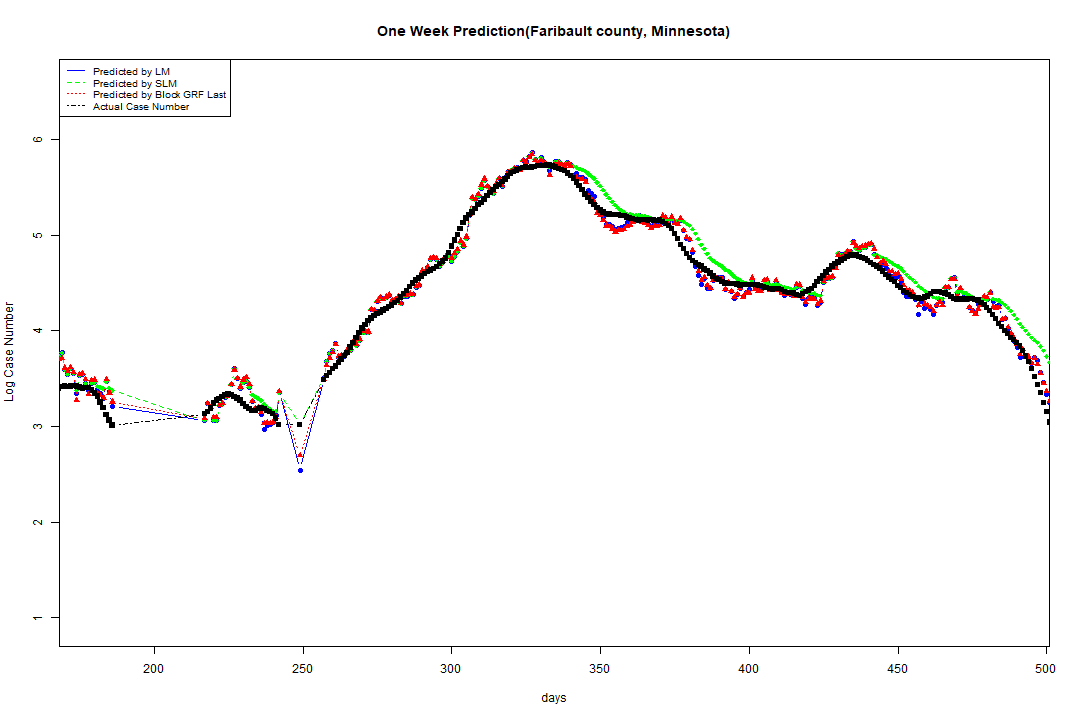 One Week Prediction(Faribault county, Minnesota)
Predicted by LM
Predicted by SLM
Predicted by Block GRF Last
Actual Case Number
Log Case Number
6
5
4
3
2
1
200 250 300 350 400 450 500
days